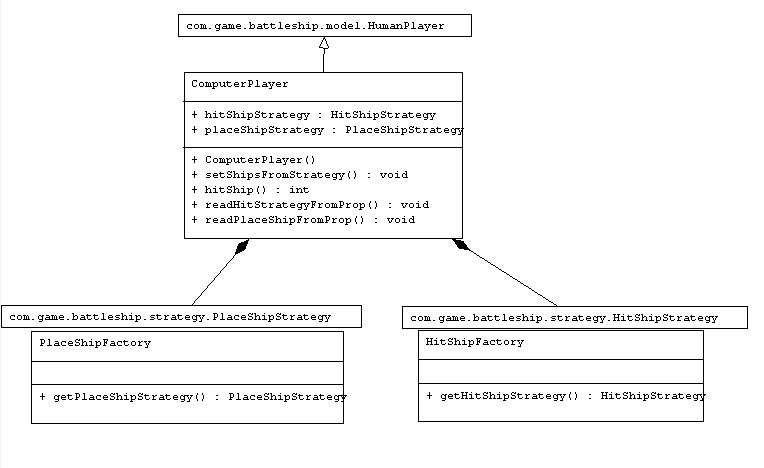 com.game.battleship.model.HumanPlayer
ComputerPlayer
+ hitShipStrategy : HitShipStrategy
+ placeShipStrategy : PlaceShipStrategy
+ ComputerPlayer()
+ setShipsFromStrategy() : void
+ hitShip() : int
+ readHitStrategyFromProp() : void
+ readPlaceShipFromProp() : void
com.game.battleship.strategy.PlaceShipStrategy
com.game.battleship.strategy.HitShipStrategy
PlaceShipFactory
+ getPlaceShipStrategy() : PlaceShipStrategy
HitShipFactory
+ getHitShipStrategy() : HitShipStrategy